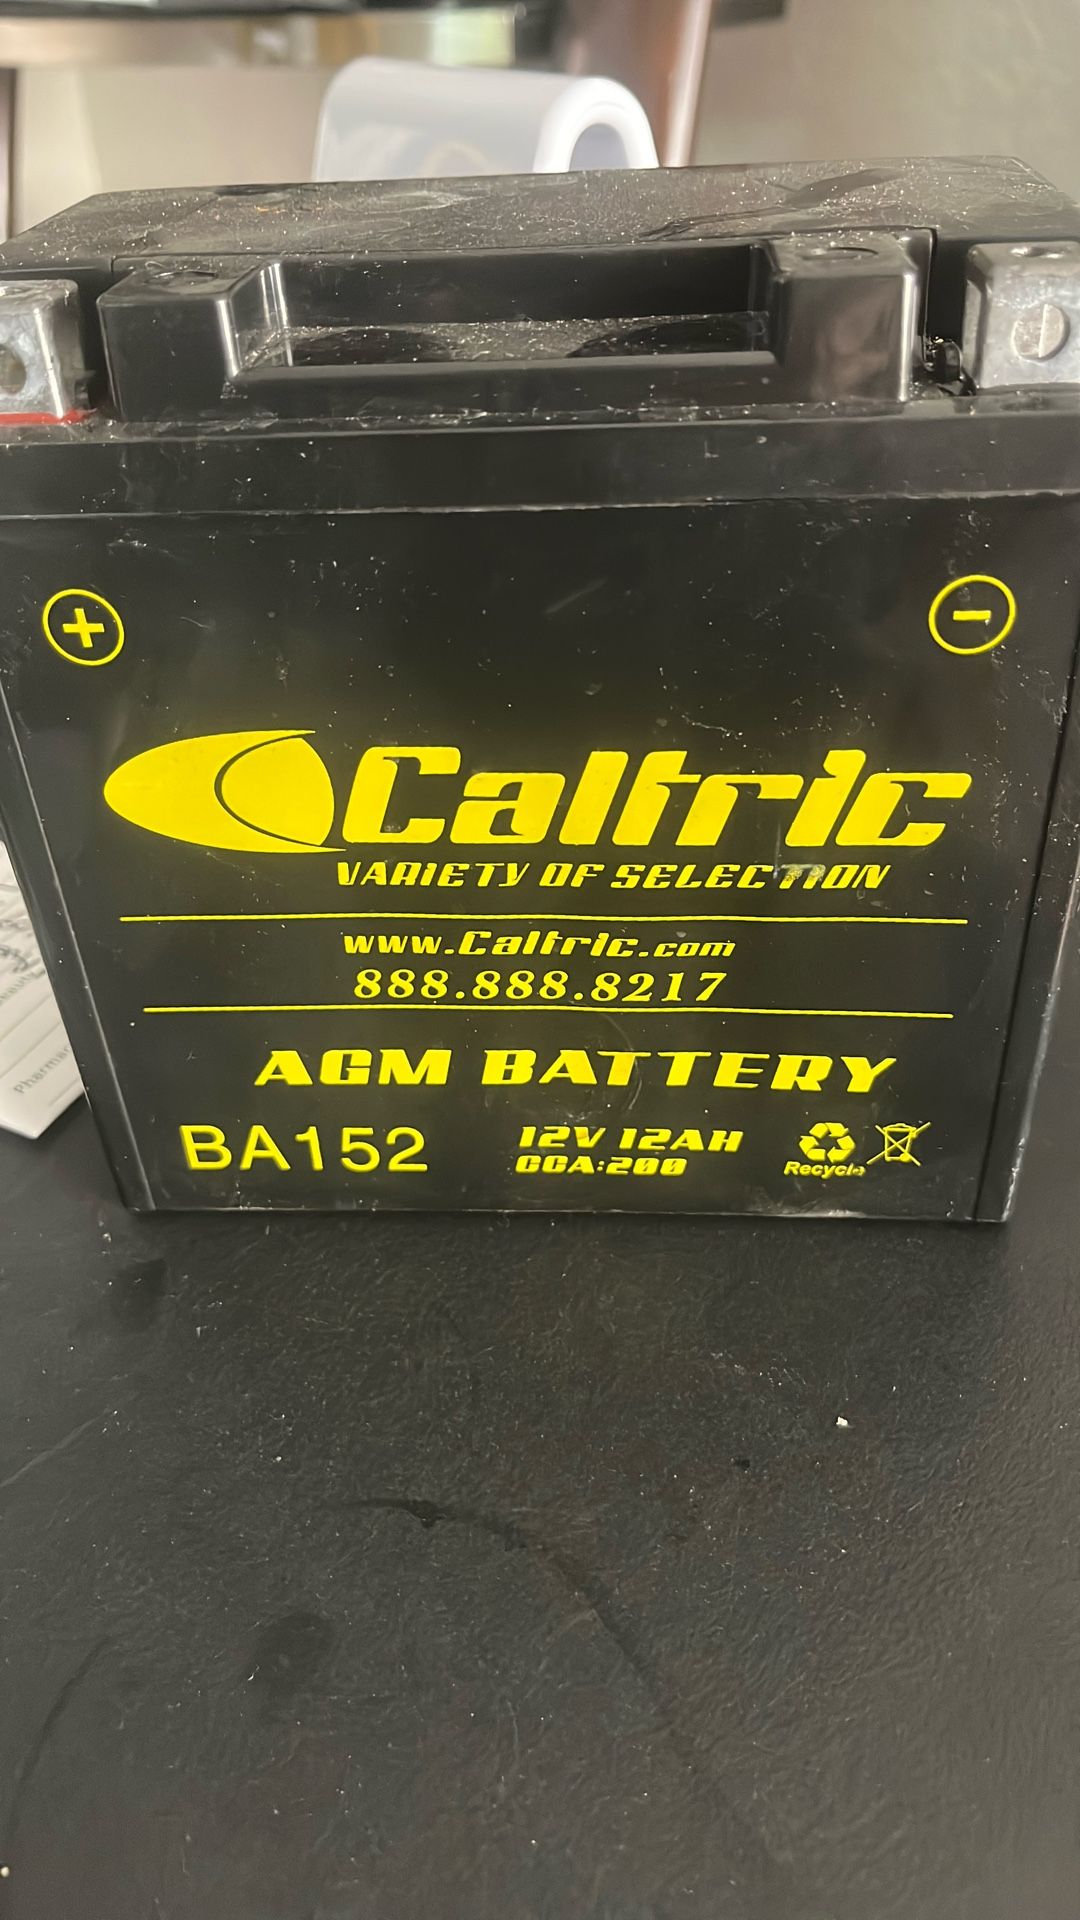 + -
Caltric
VARIETY OF SELECTION
www.Caltric.com
888.888.8217
AGM BATTERY
BA152
12V 12AH
CCA:200
Recycle